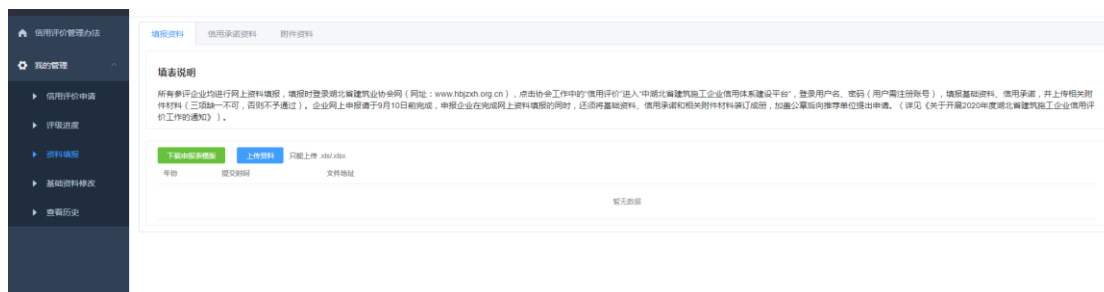 信用评价管理办法
我的管理
信用评价申请
评级进度
资料填报
基础资料修改
查看历史
填报资料 信用承诺资料 附件资料
填表说明
所有参评企业均进行网上资料填报，填报时登录湖北省建筑业协会网（网址：www.hbjzxh.org.cn），点击协会工作中的“信用评价”进入“中湖北省建筑施工企业信用体系建设平台”，登录用户名、密码（用户需注册账号），填报基础资料、信用承诺，并上传相关附
件材料（三项缺一不可，否则不予通过）。企业网上申报请于9月10日前完成，申报企业在完成网上资料填报的同时，还须将基础资料、信用承诺和相关附件材料装订成册，加盖公章后向推荐单位提出申请。（详见《关于开展2020年度湖北省建筑施工企业信用评
价工作的通知》）。
下载申报表模版 上传资料 只能上传 .xls/.xlsx
年份 提交时间 文件地址
暂无数据